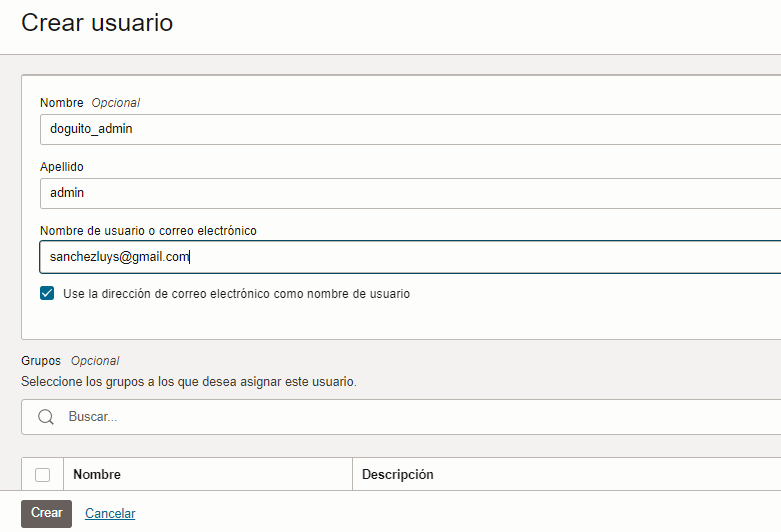 Crear usuario
Nombre Opcional
doguito_admin
Apellido
admin
Nombre de usuario o correo electrónico
sanchezluys@gmail.com
Use la dirección de correo electrónico como nombre de usuario
Grupos Opcional
Seleccione los grupos a los que desea asignar este usuario.
Buscar...
Nombre Descripción
Crear Cancelar